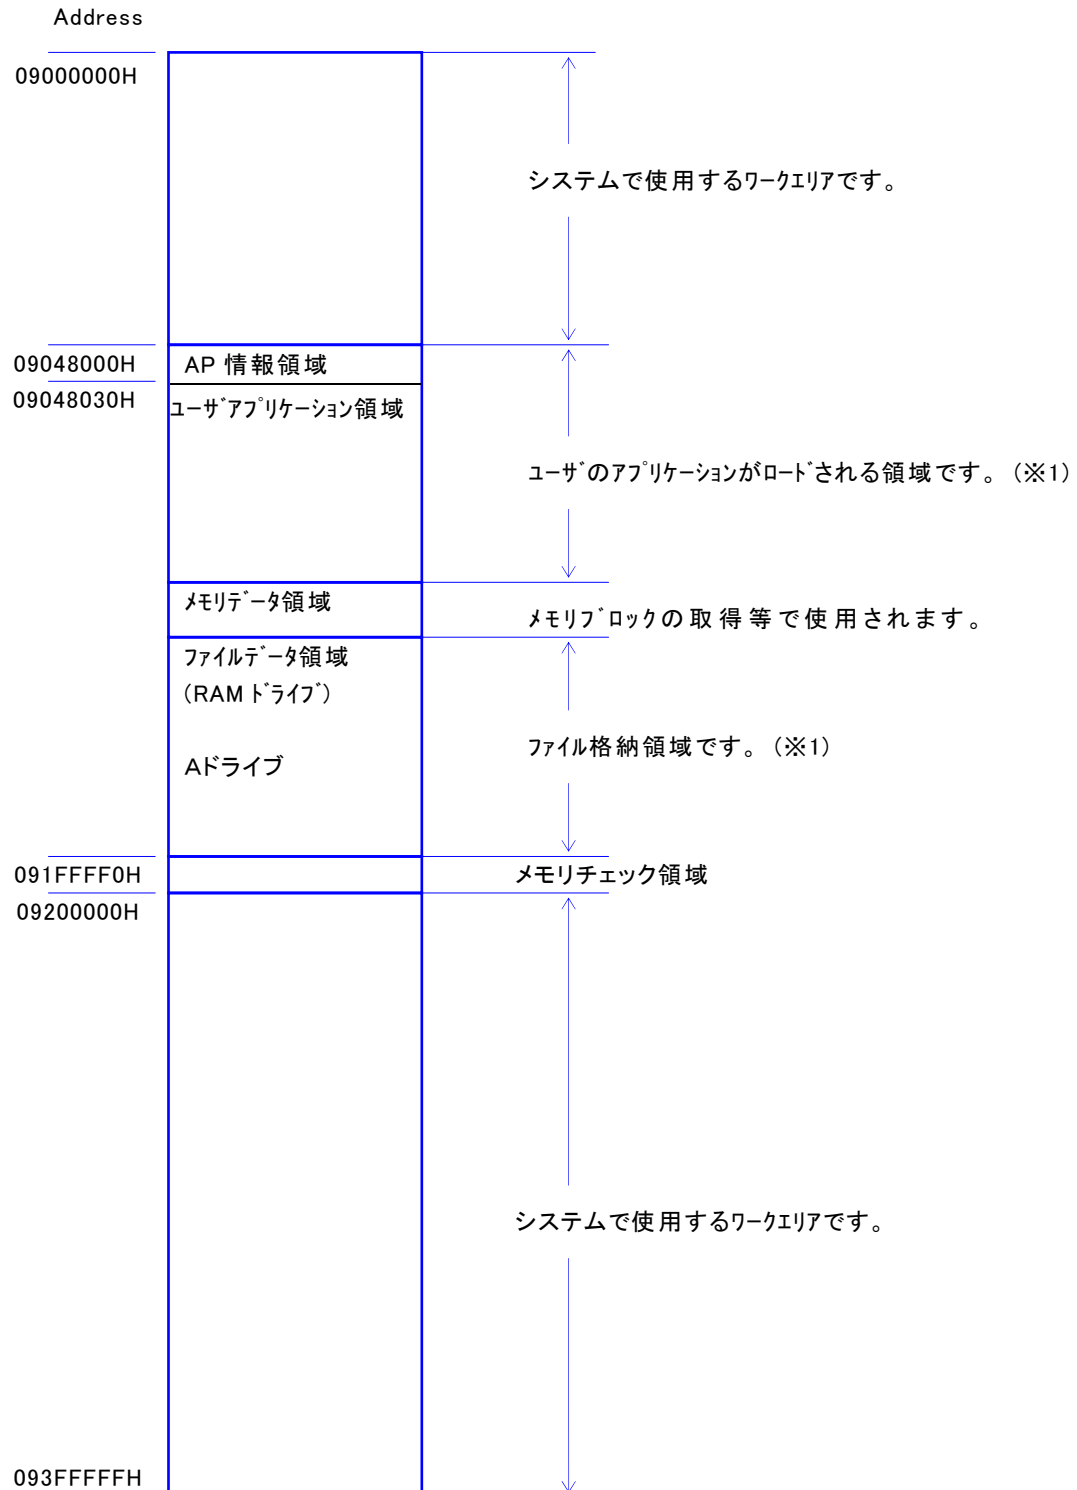 Address
09000000H
システムで使用するﾜｰｸｴﾘｱです。
09048000H
AP 情報領域
09048030H
ﾕｰｻﾞｱﾌﾟﾘｹｰｼｮﾝ領域
ﾕｰｻﾞのｱﾌﾟﾘｹｰｼｮﾝがﾛｰﾄﾞされる領域です。(※1)
ﾒﾓﾘﾃﾞｰﾀ領域
ﾒﾓﾘﾌﾞﾛｯｸの取得等で使用されます。
ﾌｧｲﾙﾃﾞｰﾀ領域
(RAM ﾄﾞﾗｲﾌﾞ)
ﾌｧｲﾙ格納領域です。(※1)
Aドライブ
091FFFF0H
メモリチェック領域
09200000H
システムで使用するﾜｰｸｴﾘｱです。
093FFFFFH